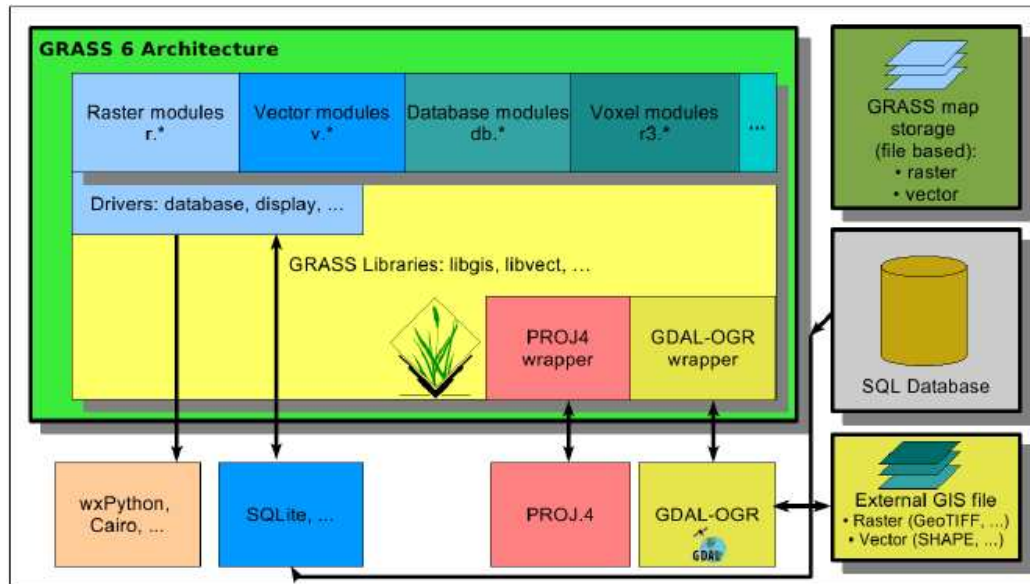 GRASS 6 Architecture
Raster modules
r.*
Vector modules
v.*
Database modules
db.*
Voxel modules
r3.*
...
Drivers: database, display, ...
GRASS Libraries: libgis, libvect, ...
PROJ4
wrapper
GDAL-OGR
wrapper
wxPython,
Cairo, ...
SQLite, ...
PROJ.4
GDAL-OGR
GDAL
GRASS map
storage
(file based):
• raster
• vector
SQL Database
External GIS file
• Raster (GeoTIFF, ...)
• Vector (SHAPE, ...)